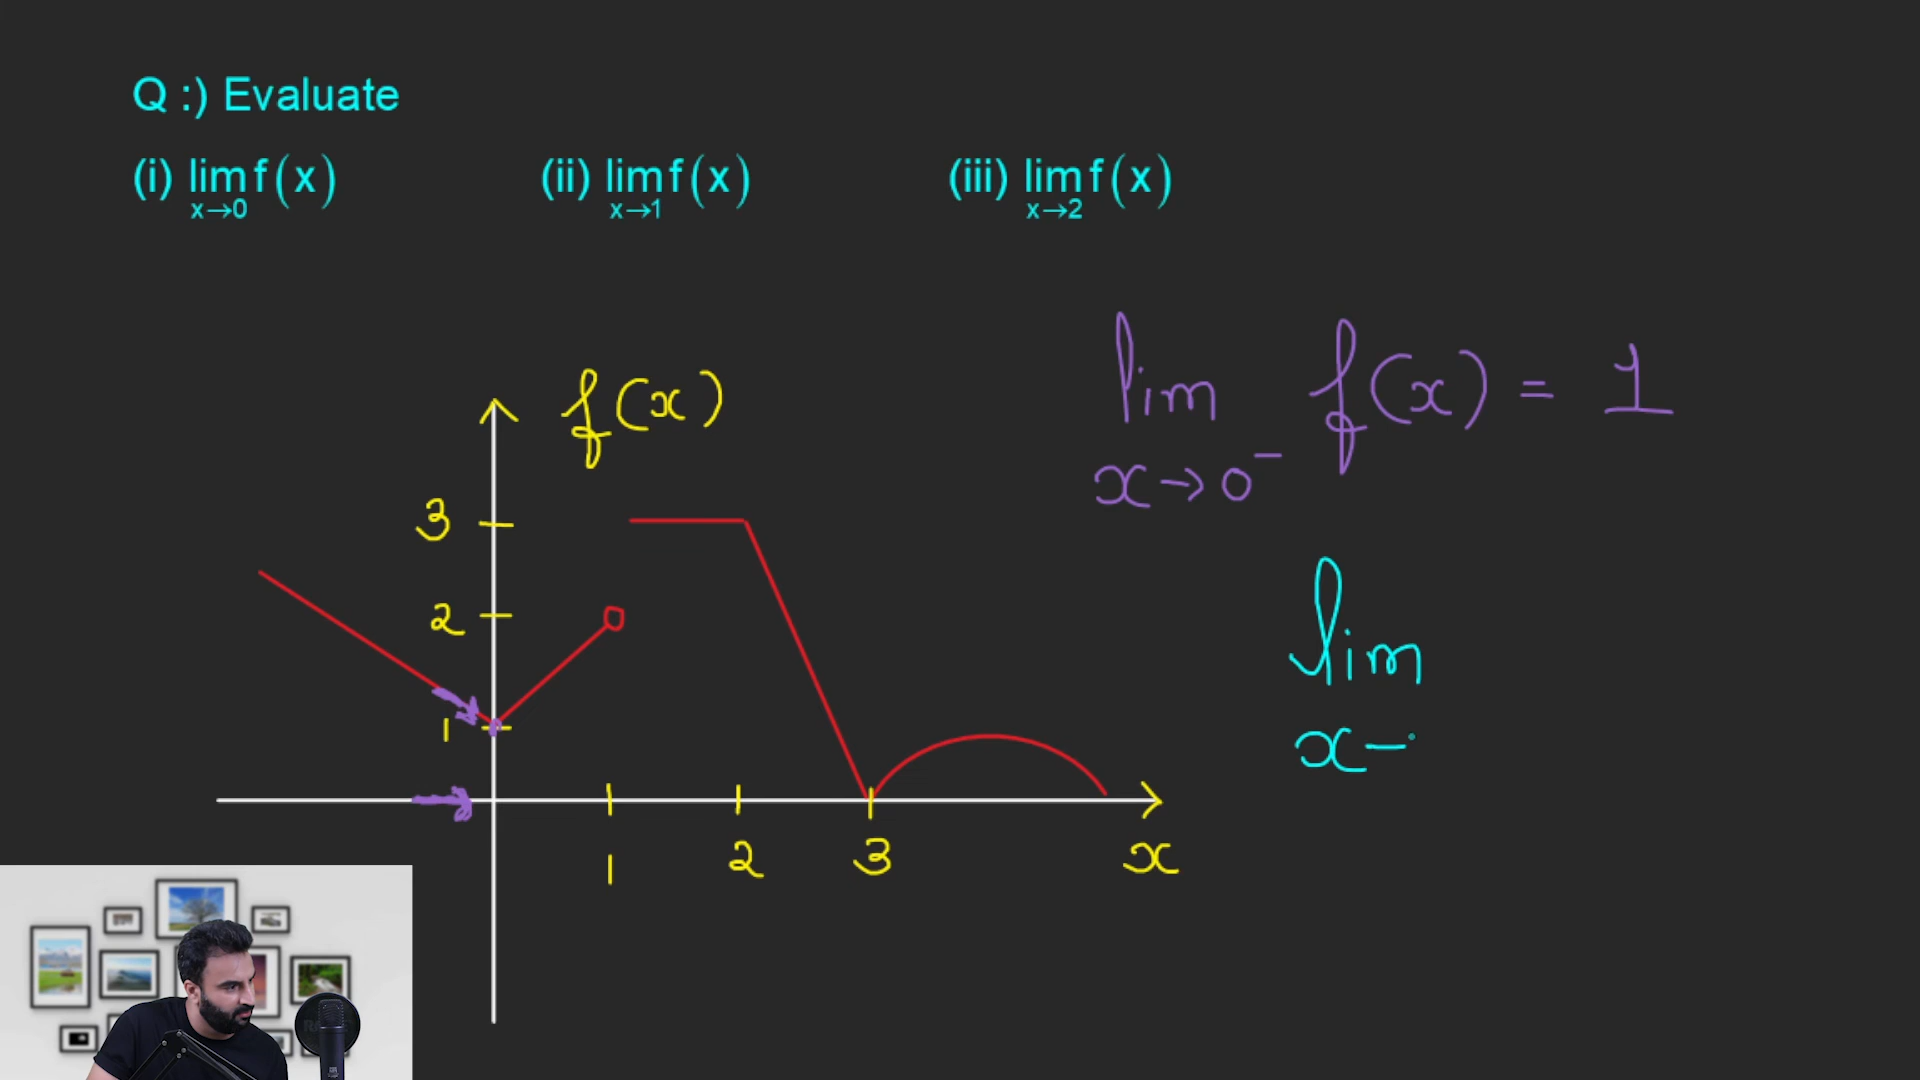 Q :) Evaluate
(i) lim x→0 f(x) (ii) lim x→1 f(x) (iii) lim x→2 f(x)
lim x→0⁻ f(x) = 1
f(x)
3
2
1
lim
x-
1 2 3 x